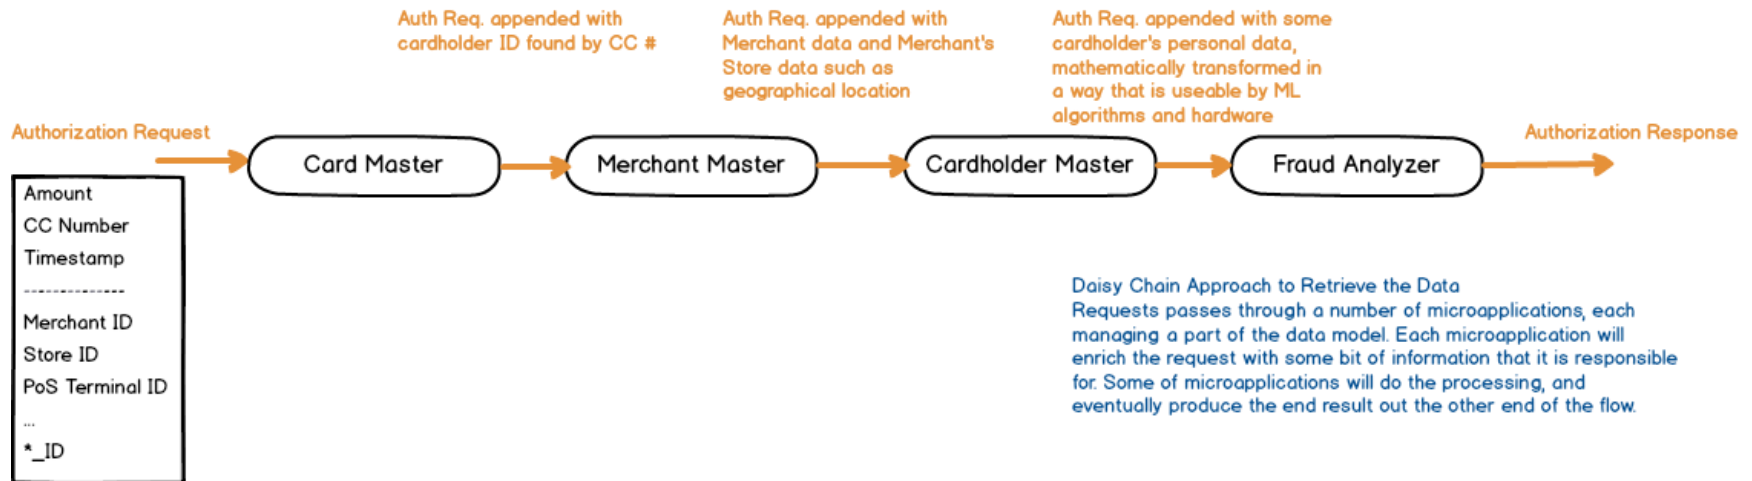 Auth Req. appended with
cardholder ID found by CC #
Auth Req. appended with
Merchant data and Merchant's
Store data such as
geographical location
Auth Req. appended with some
cardholder's personal data,
mathematically transformed in
a way that is useable by ML
algorithms and hardware
Authorization Request
Card Master
Merchant Master
Cardholder Master
Fraud Analyzer
Authorization Response
Amount
CC Number
Timestamp
--------------
Merchant ID
Store ID
PoS Terminal ID
...
*_ID
Daisy Chain Approach to Retrieve the Data
Requests passes through a number of microapplications, each
managing a part of the data model. Each microapplication will
enrich the request with some bit of information that it is responsible
for. Some of microapplications will do the processing, and
eventually produce the end result out the other end of the flow.